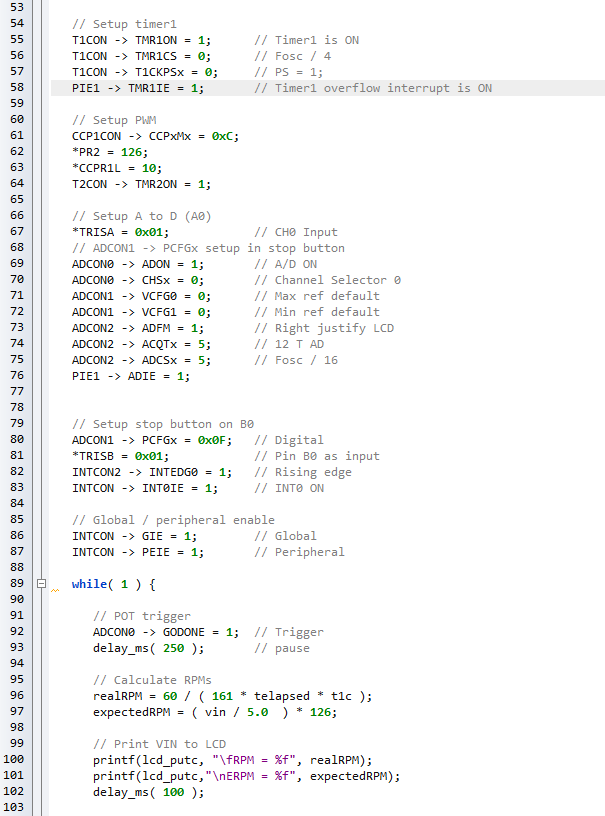 53
54 // Setup timer1
55 T1CON -> TMR1ON = 1; // Timer1 is ON
56 T1CON -> TMR1CS = 0; // Fosc / 4
57 T1CON -> T1CKPSx = 0; // PS = 1;
58 PIE1 -> TMR1IE = 1; // Timer1 overflow interrupt is ON
59
60 // Setup PWM
61 CCP1CON -> CCPxMx = 0xC;
62 *PR2 = 126;
63 *CCPR1L = 10;
64 T2CON -> TMR2ON = 1;
65
66 // Setup A to D (A0)
67 *TRISA = 0x01; // CH0 Input
68 // ADCON1 -> PCFGx setup in stop button
69 ADCON0 -> ADON = 1; // A/D ON
70 ADCON0 -> CHSx = 0; // Channel Selector 0
71 ADCON1 -> VCFG0 = 0; // Max ref default
72 ADCON1 -> VCFG1 = 0; // Min ref default
73 ADCON2 -> ADFM = 1; // Right justify LCD
74 ADCON2 -> ACQTx = 5; // 12 T AD
75 ADCON2 -> ADCSx = 5; // Fosc / 16
76 PIE1 -> ADIE = 1;
77
78
79 // Setup stop button on B0
80 ADCON1 -> PCFGx = 0x0F; // Digital
81 *TRISB = 0x01; // Pin B0 as input
82 INTCON2 -> INTEDG0 = 1; // Rising edge
83 INTCON -> INT0IE = 1; // INT0 ON
84
85 // Global / peripheral enable
86 INTCON -> GIE = 1; // Global
87 INTCON -> PEIE = 1; // Peripheral
88
89 while( 1 ) {
90
91 // POT trigger
92 ADCON0 -> GODONE = 1; // Trigger
93 delay_ms( 250 ); // pause
94
95 // Calculate RPMs
96 realRPM = 60 / ( 161 * telapsed * t1c );
97 expectedRPM = ( vin / 5.0 ) * 126;
98
99 // Print VIN to LCD
100 printf(lcd_putc, "\fRPM = %f", realRPM);
101 printf(lcd_putc,"\nERPM = %f", expectedRPM);
102 delay_ms( 100 );
103